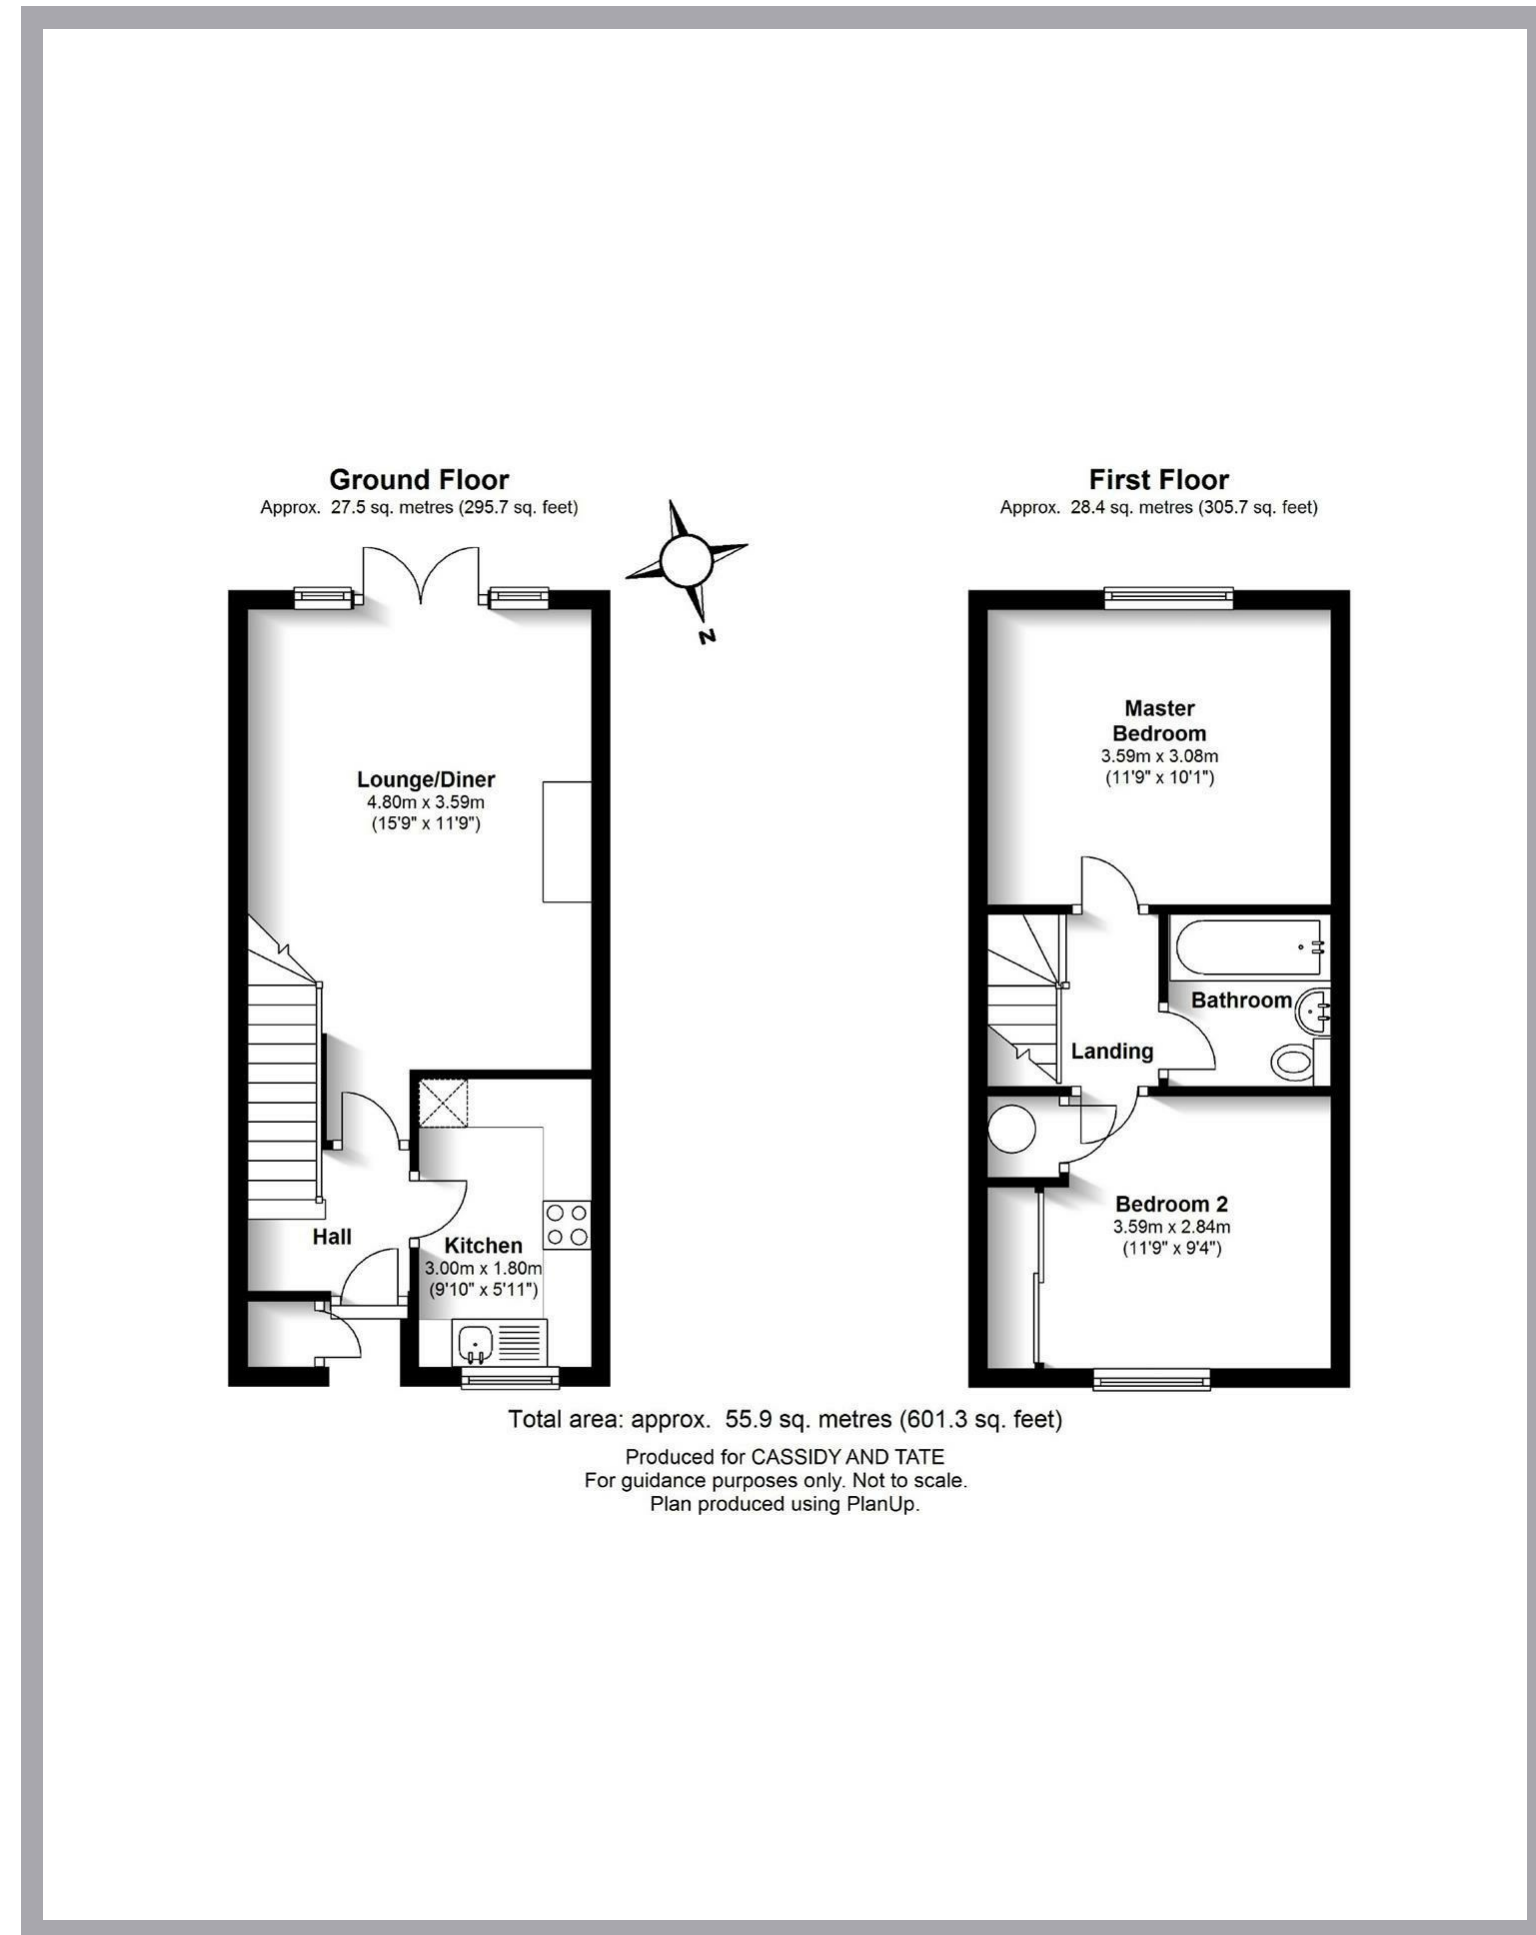 Ground Floor
Approx.  27.5 sq. metres (295.7 sq. feet)
N
Lounge/Diner
4.80m x 3.59m
(15'9" x 11'9")
Hall
Kitchen
3.00m x 1.80m
(9'10" x 5'11")
First Floor
Approx.  28.4 sq. metres (305.7 sq. feet)
Master
Bedroom
3.59m x 3.08m
(11'9" x 10'1")
Bathroom
Landing
Bedroom 2
3.59m x 2.84m
(11'9" x 9'4")
Total area: approx.  55.9 sq. metres (601.3 sq. feet)
Produced for CASSIDY AND TATE
For guidance purposes only. Not to scale.
Plan produced using PlanUp.